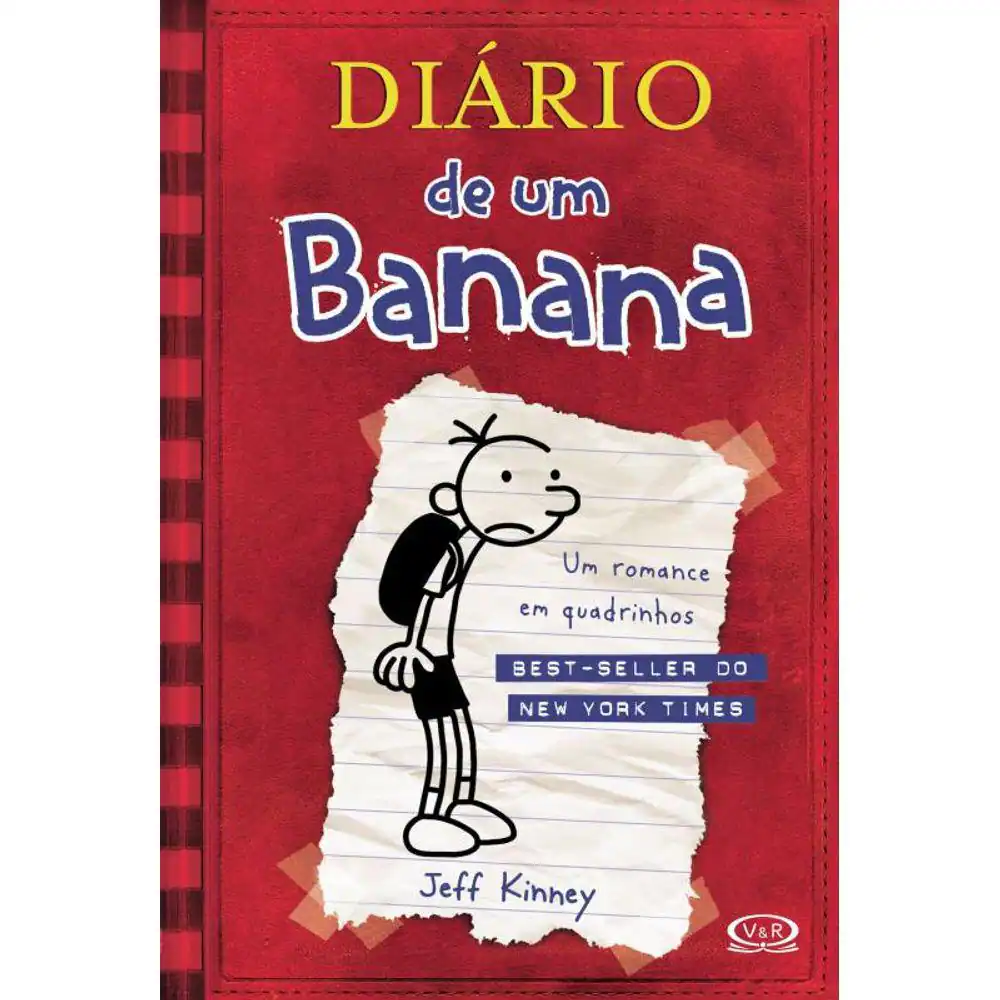 DIÁRIO
de um
Banana
Um romance
em quadrinhos
BEST-SELLER DO
NEW YORK TIMES
Jeff Kinney
V&R